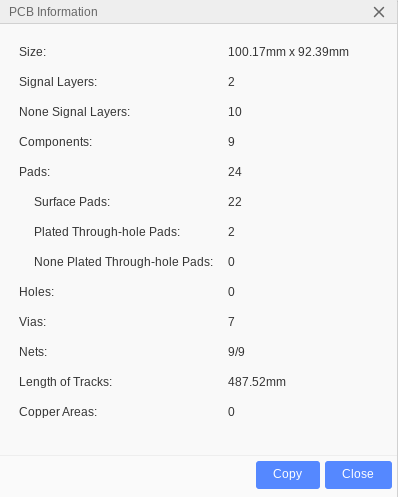 PCB Information
Size: 100.17mm x 92.39mm
Signal Layers: 2
None Signal Layers: 10
Components: 9
Pads: 24
Surface Pads: 22
Plated Through-hole Pads: 2
None Plated Through-hole Pads: 0
Holes: 0
Vias: 7
Nets: 9/9
Length of Tracks: 487.52mm
Copper Areas: 0
Copy Close